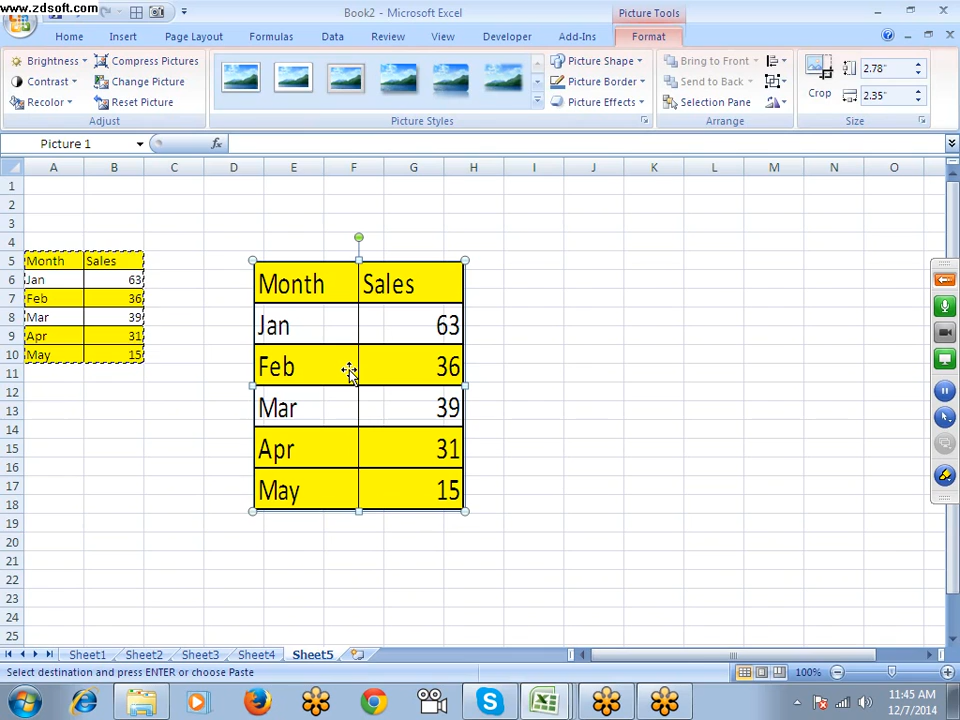 www.zdsoft.com
Book2 - Microsoft Excel
Picture Tools
Home Insert Page Layout Formulas Data Review View Developer Add-Ins Format
Brightness Compress Pictures
Contrast Change Picture
Recolor Reset Picture
Adjust
Picture Styles
Picture Shape
Picture Border
Picture Effects
Bring to Front
Send to Back
Selection Pane
Arrange
Crop
2.78"
2.35"
Size
Picture 1 fx
A B C D E F G H I J K L M N O
1
2
3
4
5 Month Sales
6 Jan 63
7 Feb 36
8 Mar 39
9 Apr 31
10 May 15
11
12
13
14
15
16
17
18
19
20
21
22
23
24
25
Month Sales
Jan 63
Feb 36
Mar 39
Apr 31
May 15
Sheet1 Sheet2 Sheet3 Sheet4 Sheet5
Select destination and press ENTER or choose Paste 100%
11:45 AM
12/7/2014